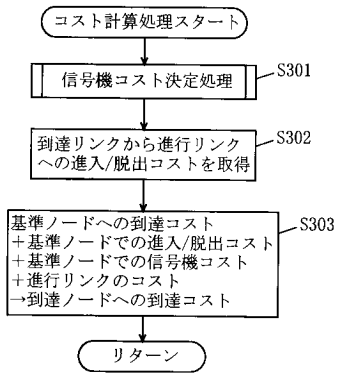 コスト計算処理スタート
信号機コスト決定処理
S301
到達リンクから進行リンク
への進入/脱出コストを取得
S302
基準ノードへの到達コスト
+基準ノードでの進入/脱出コスト
+基準ノードでの信号機コスト
+進行リンクのコスト
→到達ノードへの到達コスト
S303
リターン